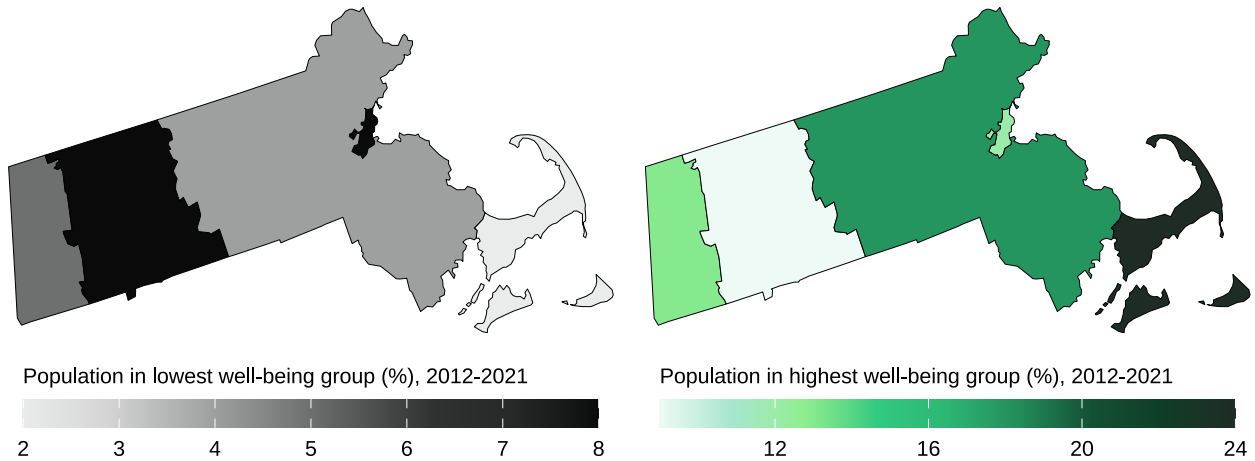 Population in lowest well-being group (%), 2012-2021
2 3 4 5 6 7 8
Population in highest well-being group (%), 2012-2021
12 16 20 24